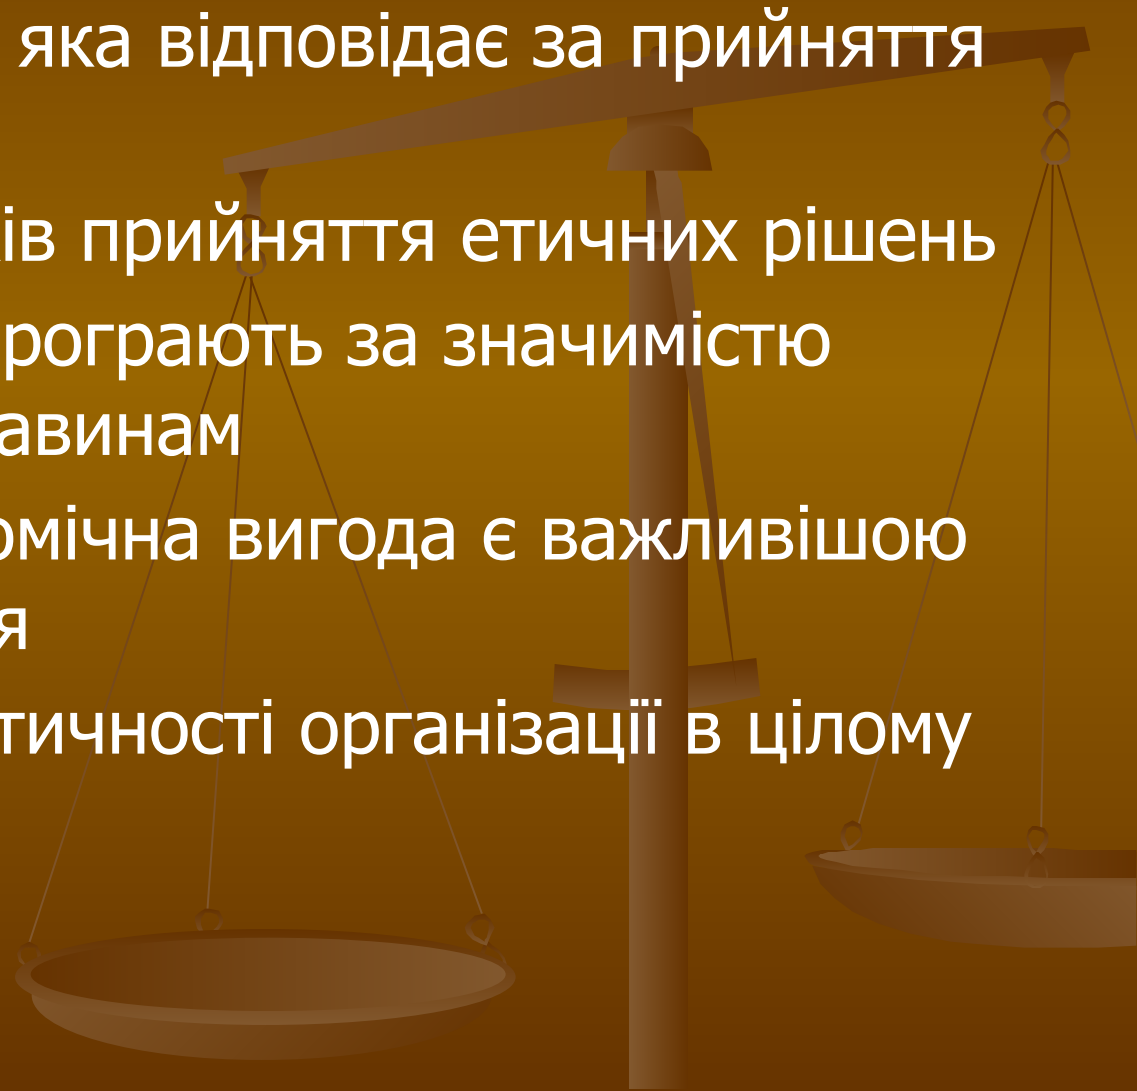 яка відповідає за прийняття
ів прийняття етичних рішень
рограють за значимістю
авинам
омічна вигода є важливішою
я
тичності організації в цілому